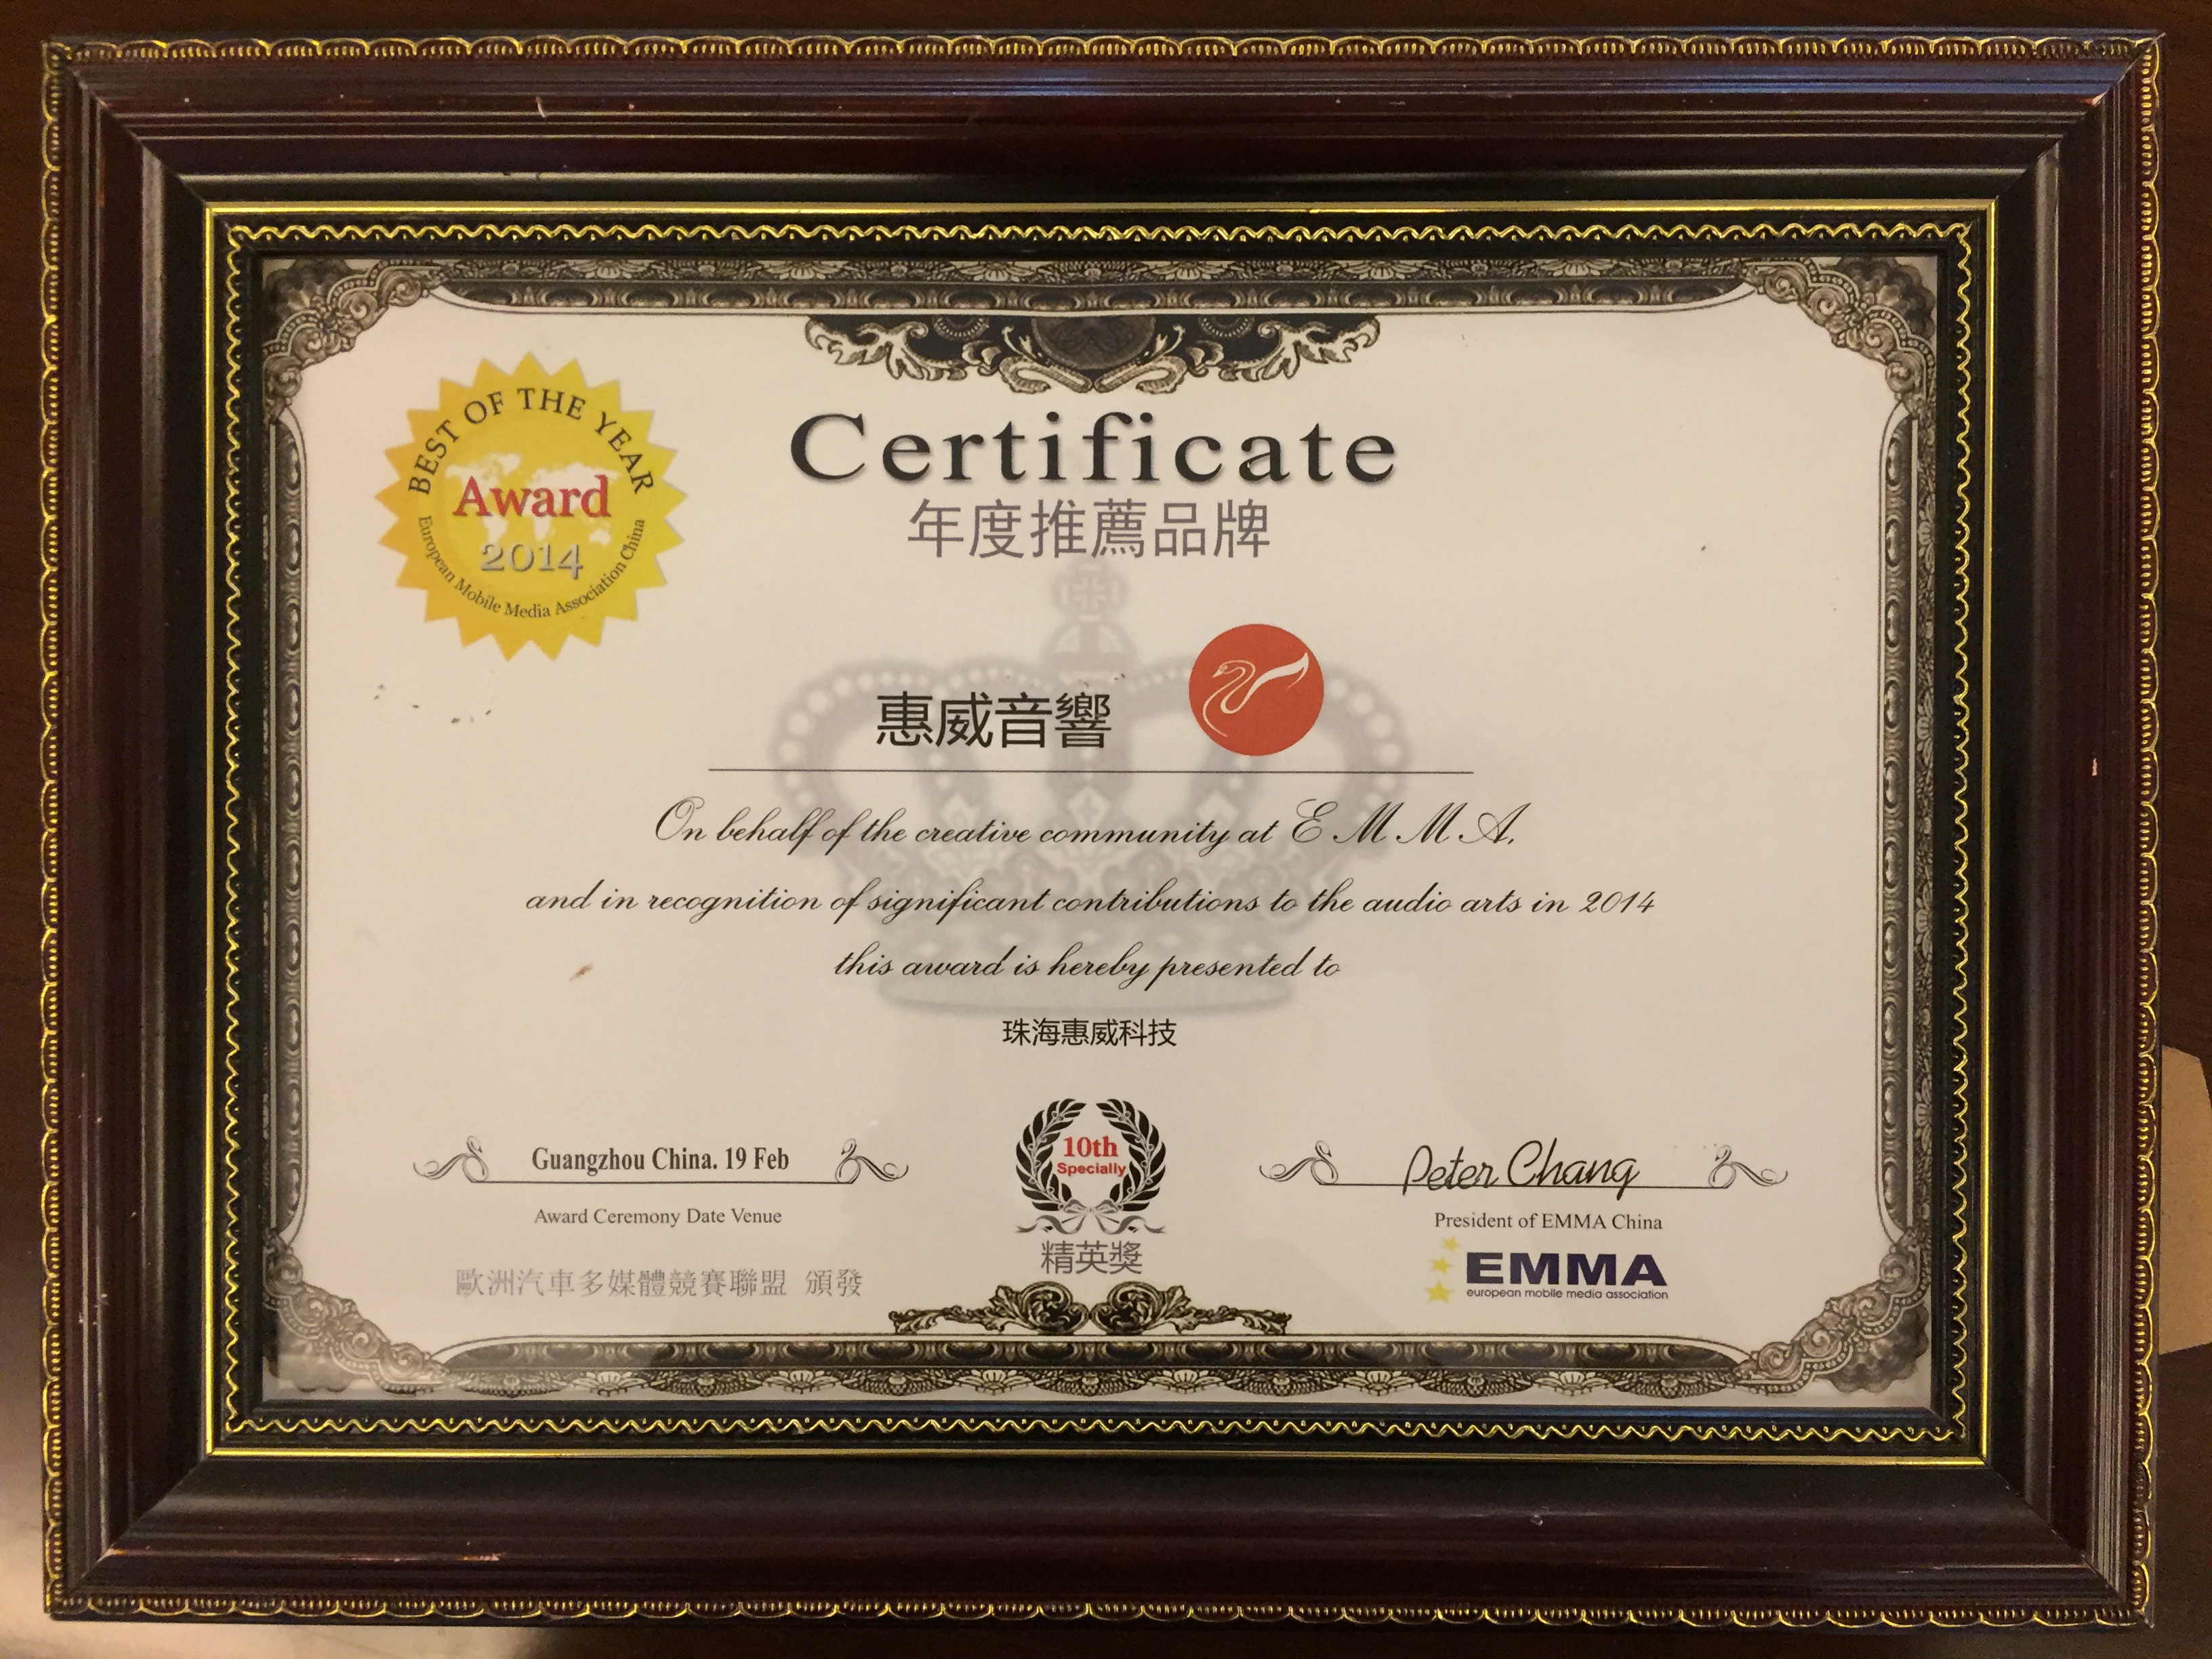 BEST OF THE YEAR
Award
2014
European Mobile Media Association China
Certificate
年度推薦品牌
惠威音響
On behalf of the creative community at E M M A.
and in recognition of significant contributions to the audio arts in 2014
this award is hereby presented to
珠海惠威科技
Guangzhou China. 19 Feb
Award Ceremony Date Venue
歐洲汽車多媒體競賽聯盟 頒發
10th
Specially
精英獎
Peter Chang
President of EMMA China
EMMA
european mobile media association